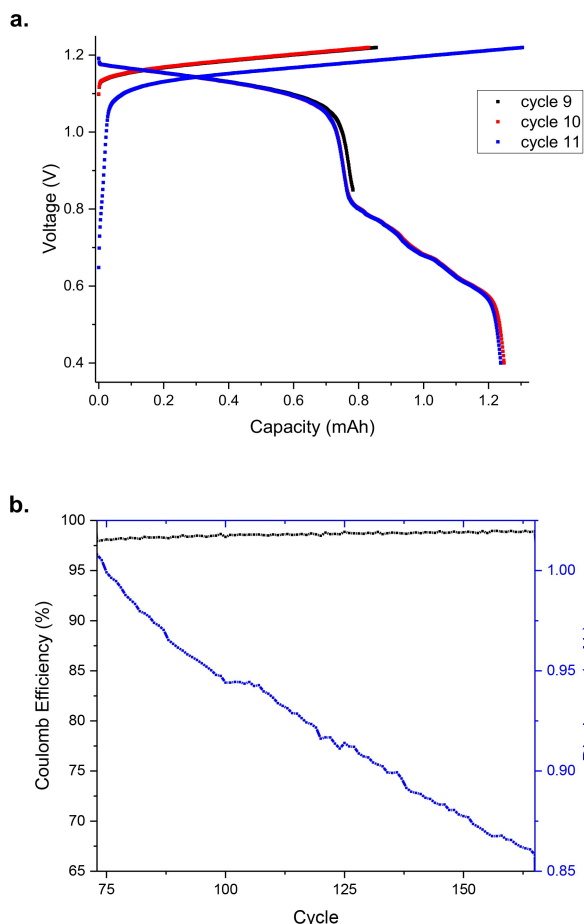 a.
1.2
1.0
0.8
0.6
0.4
Voltage (V)
0.0 0.2 0.4 0.6 0.8 1.0 1.2
Capacity (mAh)
cycle 9
cycle 10
cycle 11
b.
100
95
90
85
80
75
70
65
Coulomb Efficiency (%)
1.00
0.95
0.90
0.85
75 100 125 150
Cycle